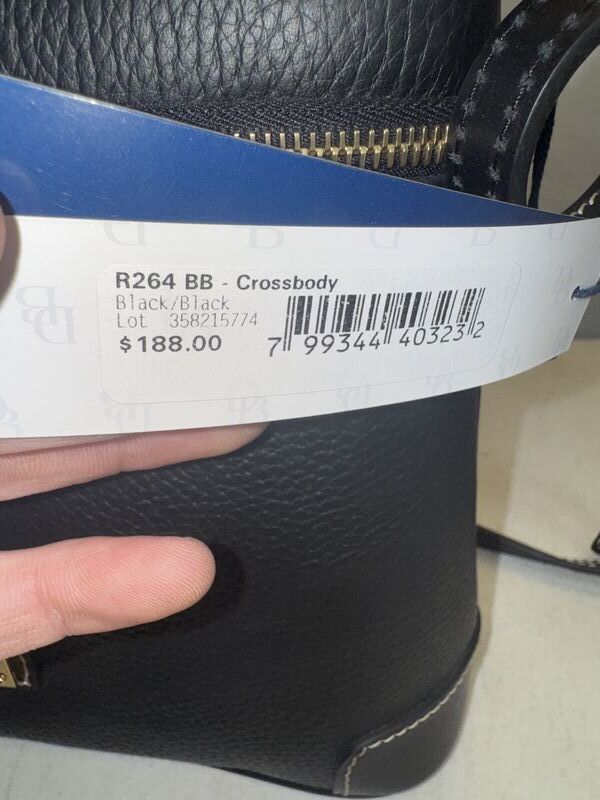 R264 BB - Crossbody
Black/Black
Lot 358215774
$188.00
7 99344 40323 2